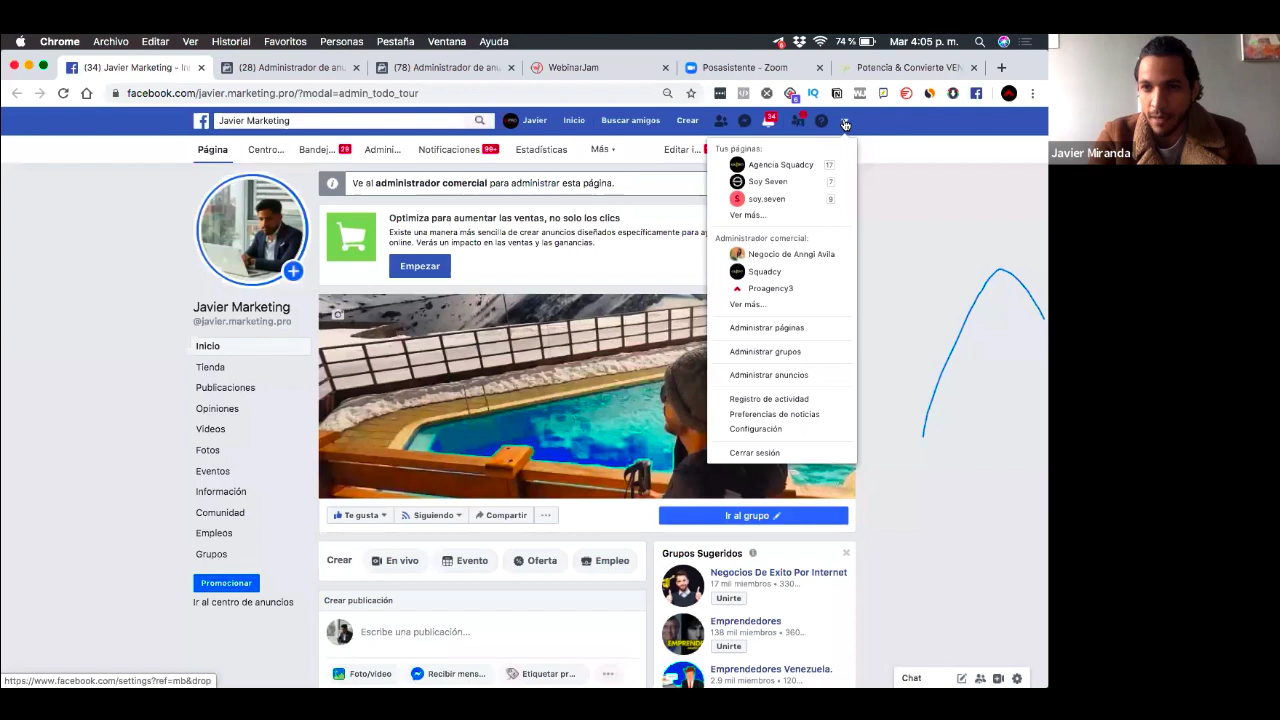 Chrome Archivo Editar Ver Historial Favoritos Personas Pestaña Ventana Ayuda 74 % Mar 4:05 p. m.
(34) Javier Marketing - In (28) Administrador de anu (78) Administrador de anu WebinarJam Posasistente - Zoom Potencia & Convierte VEN
facebook.com/javier.marketing.pro/?modal=admin_todo_tour
Javier Marketing Javier Inicio Buscar amigos Crear 34
Javier Miranda
Página Centro... Bandej... 29 Admini... Notificaciones 99+ Estadísticas Más Editar i...
Tus páginas:
Agencia Squadcy 17
Soy Seven 7
soy.seven 9
Ver más...
Administrador comercial:
Negocio de Anngi Avila
Squadcy
Proagency3
Ver más...
Administrar páginas
Administrar grupos
Administrar anuncios
Registro de actividad
Preferencias de noticias
Configuración
Cerrar sesión
Ve al administrador comercial para administrar esta página.
Optimiza para aumentar las ventas, no solo los clics
Existe una manera más sencilla de crear anuncios diseñados específicamente para
online. Verás un impacto en las ventas y las ganancias.
Empezar
Javier Marketing
@javier.marketing.pro
Inicio
Tienda
Publicaciones
Opiniones
Videos
Fotos
Eventos
Información
Comunidad
Empleos
Grupos
Promocionar
Ir al centro de anuncios
Te gusta Siguiendo Compartir ... Ir al grupo
Crear En vivo Evento Oferta Empleo
Crear publicación
Escribe una publicación...
Foto/video Recibir mens... Etiquetar pr... ...
Grupos Sugeridos
Negocios De Exito Por Internet
17 mil miembros • 330...
Unirte
Emprendedores
138 mil miembros • 360...
Unirte
Emprendedores Venezuela.
2.9 mil miembros • 120...
Chat
https://www.facebook.com/settings?ref=mb&drop